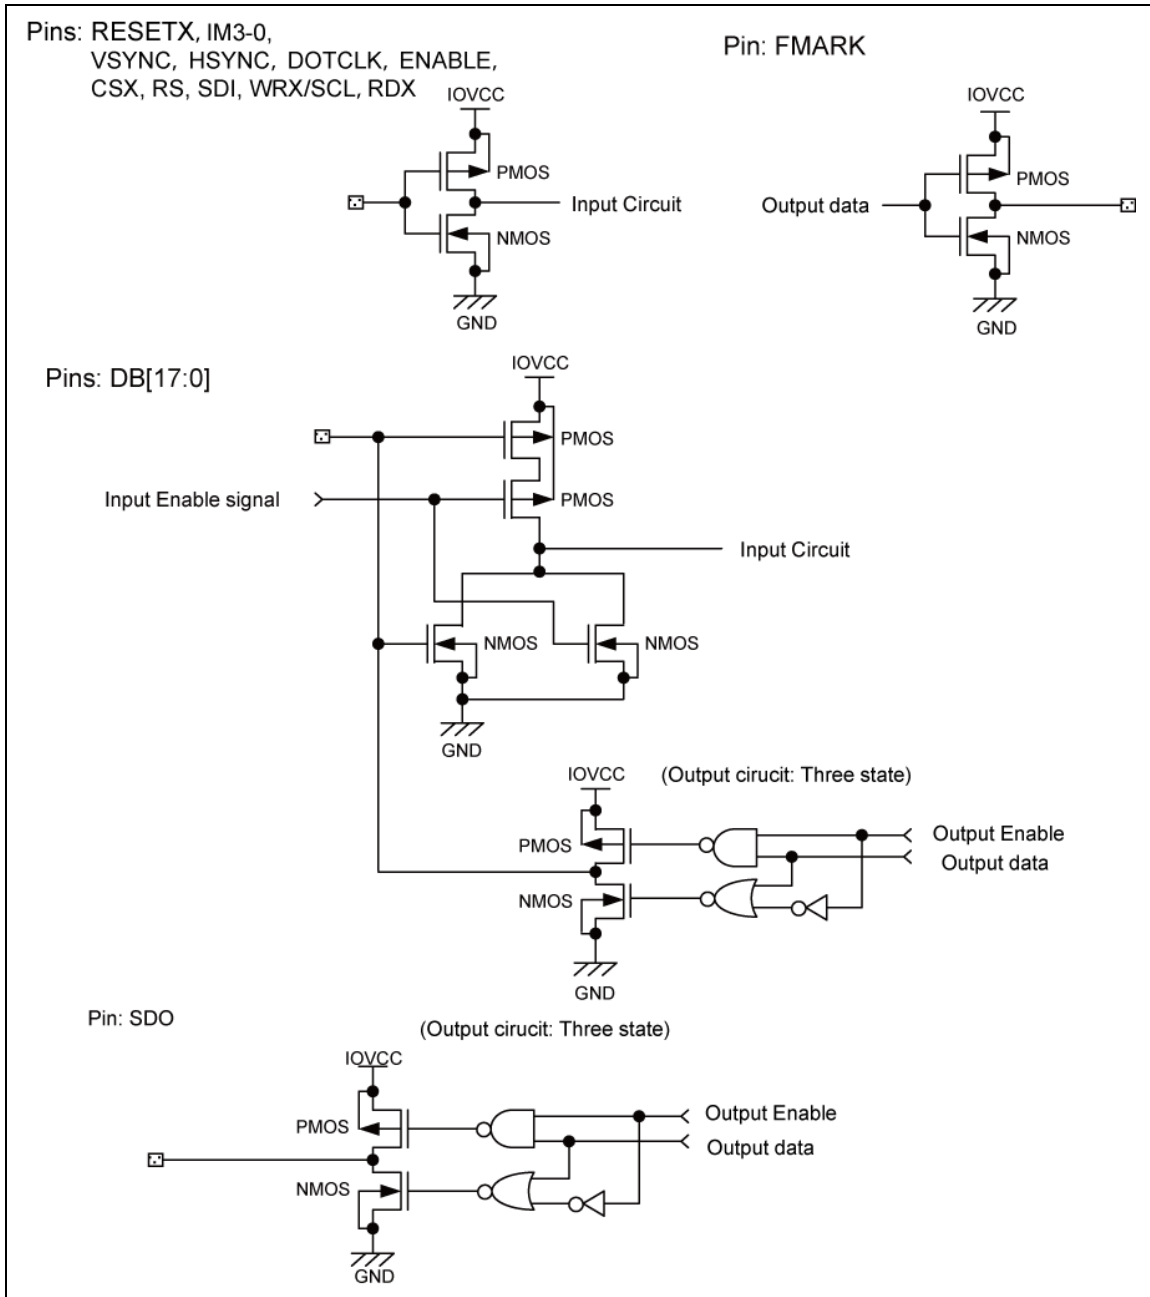 Pins: RESETX, IM3-0,
VSYNC, HSYNC, DOTCLK, ENABLE,
CSX, RS, SDI, WRX/SCL, RDX
IOVCC
PMOS
Input Circuit
NMOS
GND
Pin: FMARK
IOVCC
PMOS
Output data
NMOS
GND
Pins: DB[17:0]
IOVCC
PMOS
Input Enable signal
PMOS
Input Circuit
NMOS
NMOS
GND
IOVCC
(Output cirucit: Three state)
Output Enable
PMOS
Output data
NMOS
GND
Pin: SDO
(Output cirucit: Three state)
IOVCC
Output Enable
PMOS
Output data
NMOS
GND